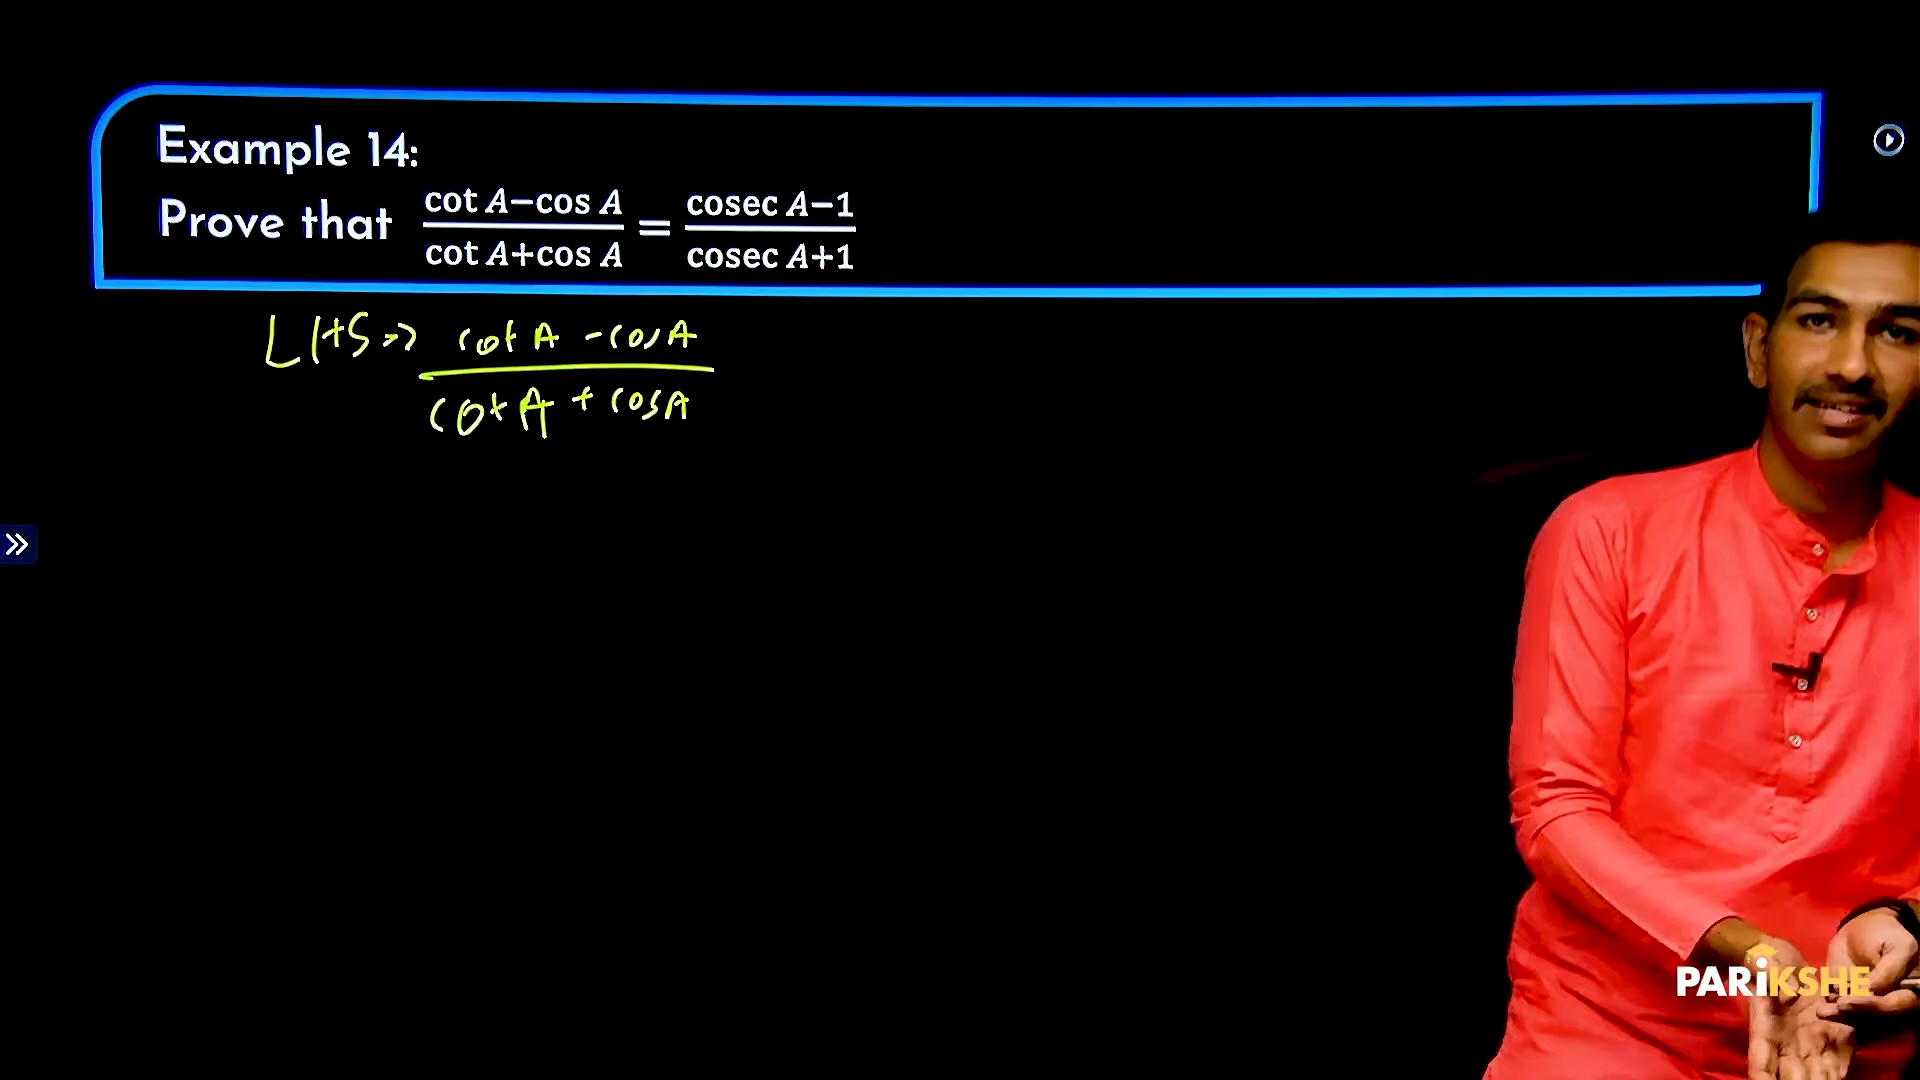 Example 14:
Prove that (cot A−cos A)/(cot A+cos A) = (cosec A−1)/(cosec A+1)
LHS => cot A - cos A
cot A + cos A
PARiKSHE